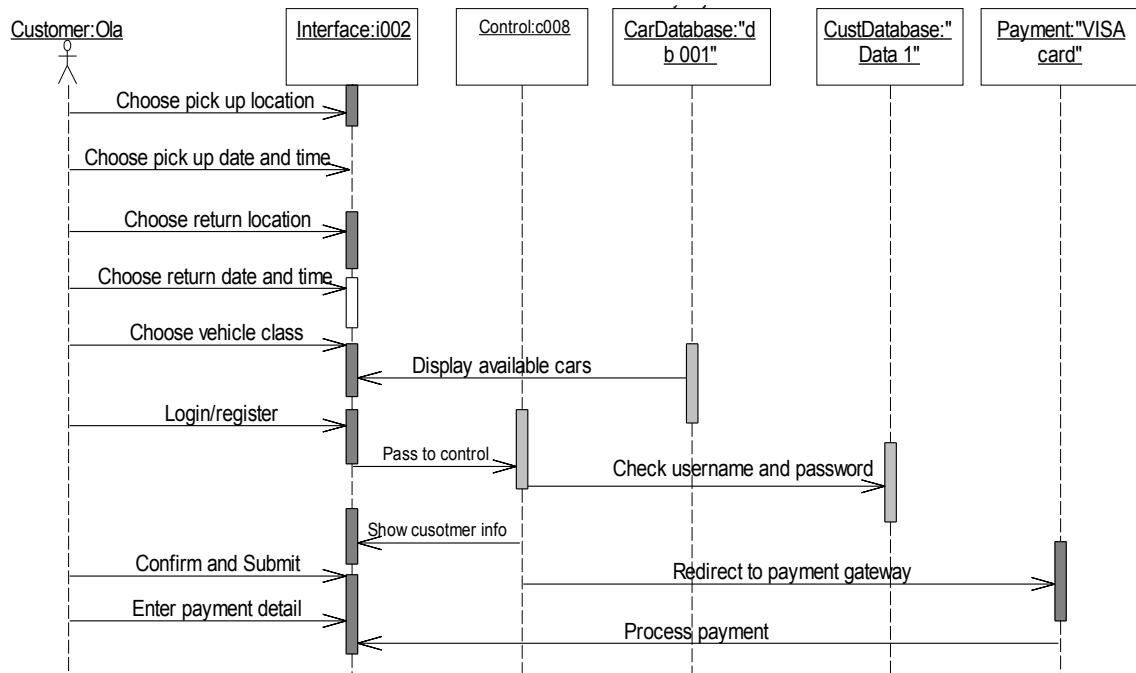 Customer:Ola
Interface:i002
Control:c008
CarDatabase:"d
b 001"
CustDatabase:"
Data 1"
Payment:"VISA
card"
Choose pick up location
Choose pick up date and time
Choose return location
Choose return date and time
Choose vehicle class
Display available cars
Login/register
Pass to control
Check username and password
Show cusotmer info
Confirm and Submit
Redirect to payment gateway
Enter payment detail
Process payment